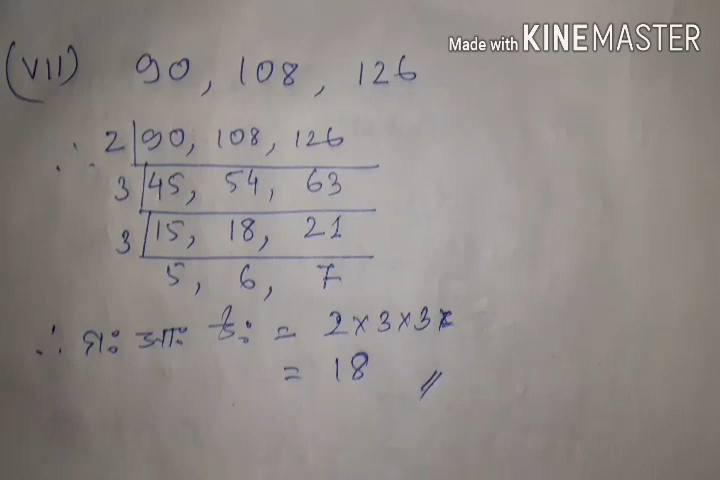 Made with KINEMASTER
(VII) 90, 108, 126
∴ 2 | 90, 108, 126
3 | 45, 54, 63
3 | 15, 18, 21
5, 6, 7
∴ = 2 × 3 × 3
= 18 //